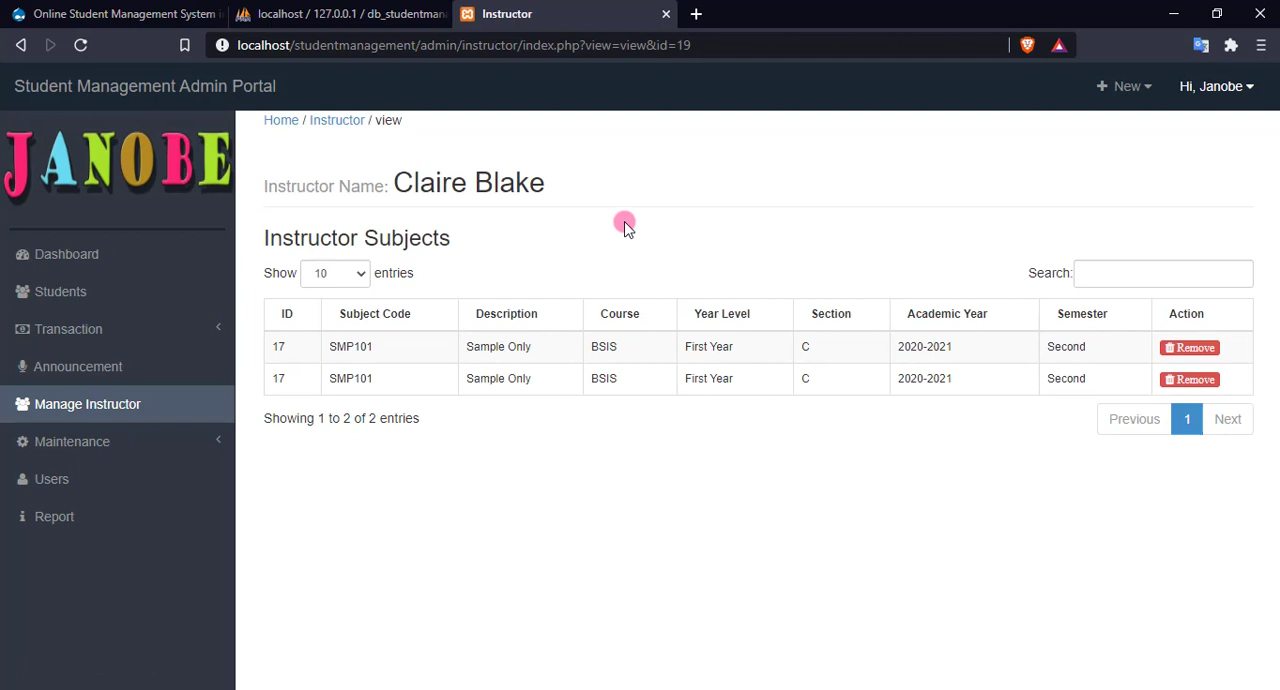 Online Student Management System i
localhost / 127.0.0.1 / db_studentman
Instructor
localhost/studentmanagement/admin/instructor/index.php?view=view&id=19
Student Management Admin Portal
New
Hi, Janobe
JANOBE
Dashboard
Students
Transaction
Announcement
Manage Instructor
Maintenance
Users
Report
Home / Instructor / view
Instructor Name: Claire Blake
Instructor Subjects
Show 10 entries
Search:
ID Subject Code Description Course Year Level Section Academic Year Semester Action
17 SMP101 Sample Only BSIS First Year C 2020-2021 Second Remove
17 SMP101 Sample Only BSIS First Year C 2020-2021 Second Remove
Showing 1 to 2 of 2 entries
Previous 1 Next